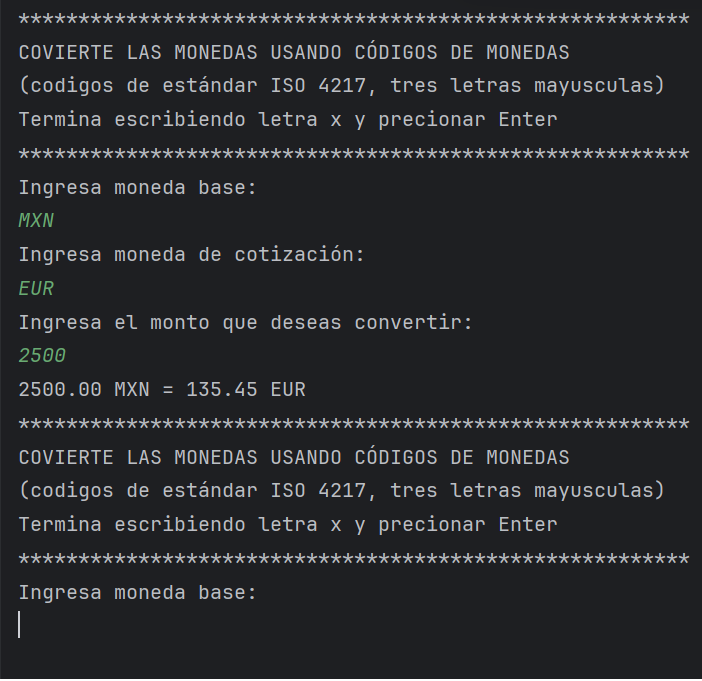 ********************************************************
COVIERTE LAS MONEDAS USANDO CÓDIGOS DE MONEDAS
(codigos de estándar ISO 4217, tres letras mayusculas)
Termina escribiendo letra x y precionar Enter
********************************************************
Ingresa moneda base:
MXN
Ingresa moneda de cotización:
EUR
Ingresa el monto que deseas convertir:
2500
2500.00 MXN = 135.45 EUR
********************************************************
COVIERTE LAS MONEDAS USANDO CÓDIGOS DE MONEDAS
(codigos de estándar ISO 4217, tres letras mayusculas)
Termina escribiendo letra x y precionar Enter
********************************************************
Ingresa moneda base: